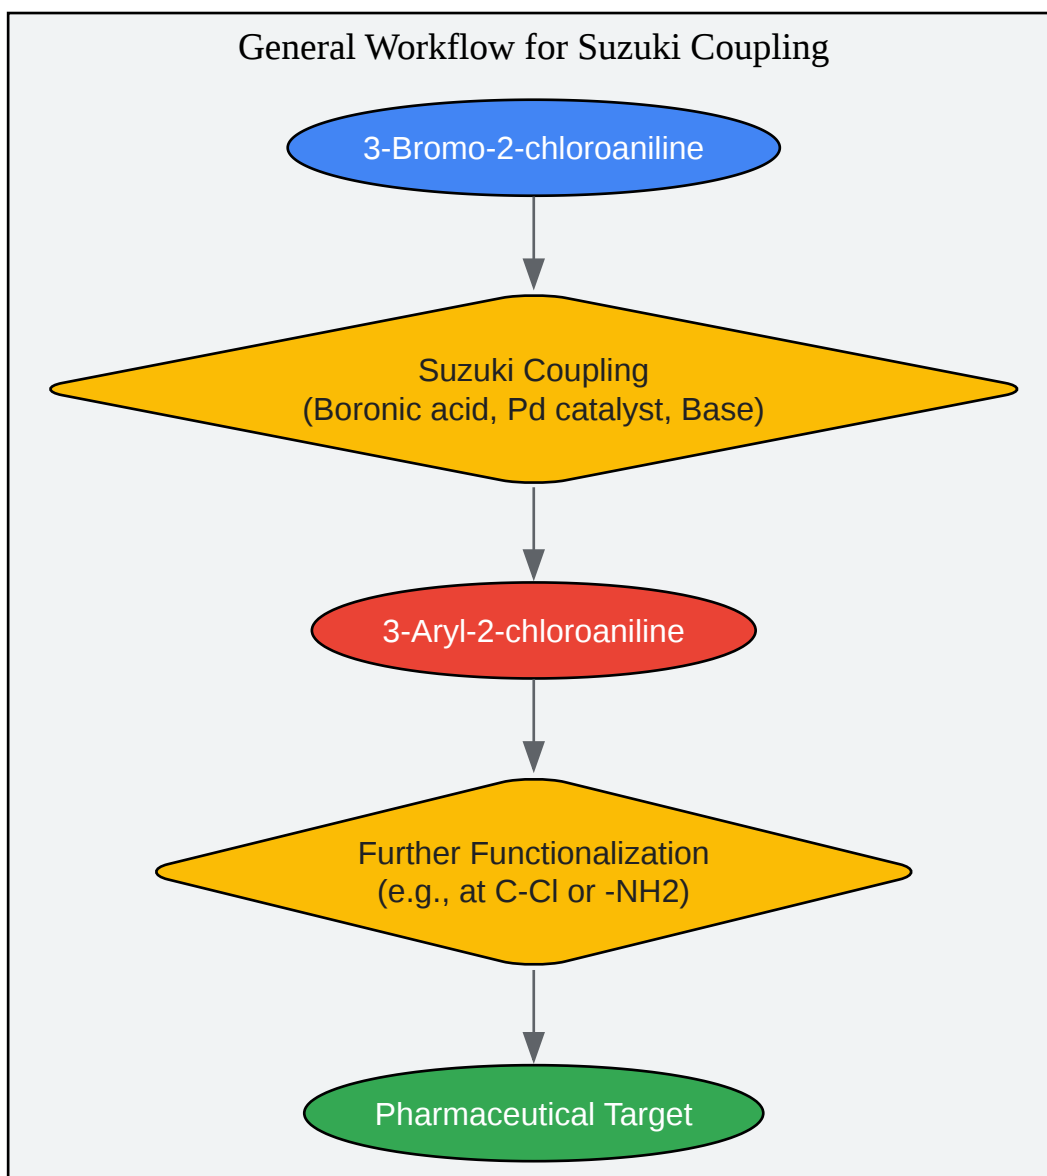 General Workflow for Suzuki Coupling
3-Bromo-2-chloroaniline
Suzuki Coupling
(Boronic acid, Pd catalyst, Base)
3-Aryl-2-chloroaniline
Further Functionalization
(e.g., at C-Cl or -NH2)
Pharmaceutical Target